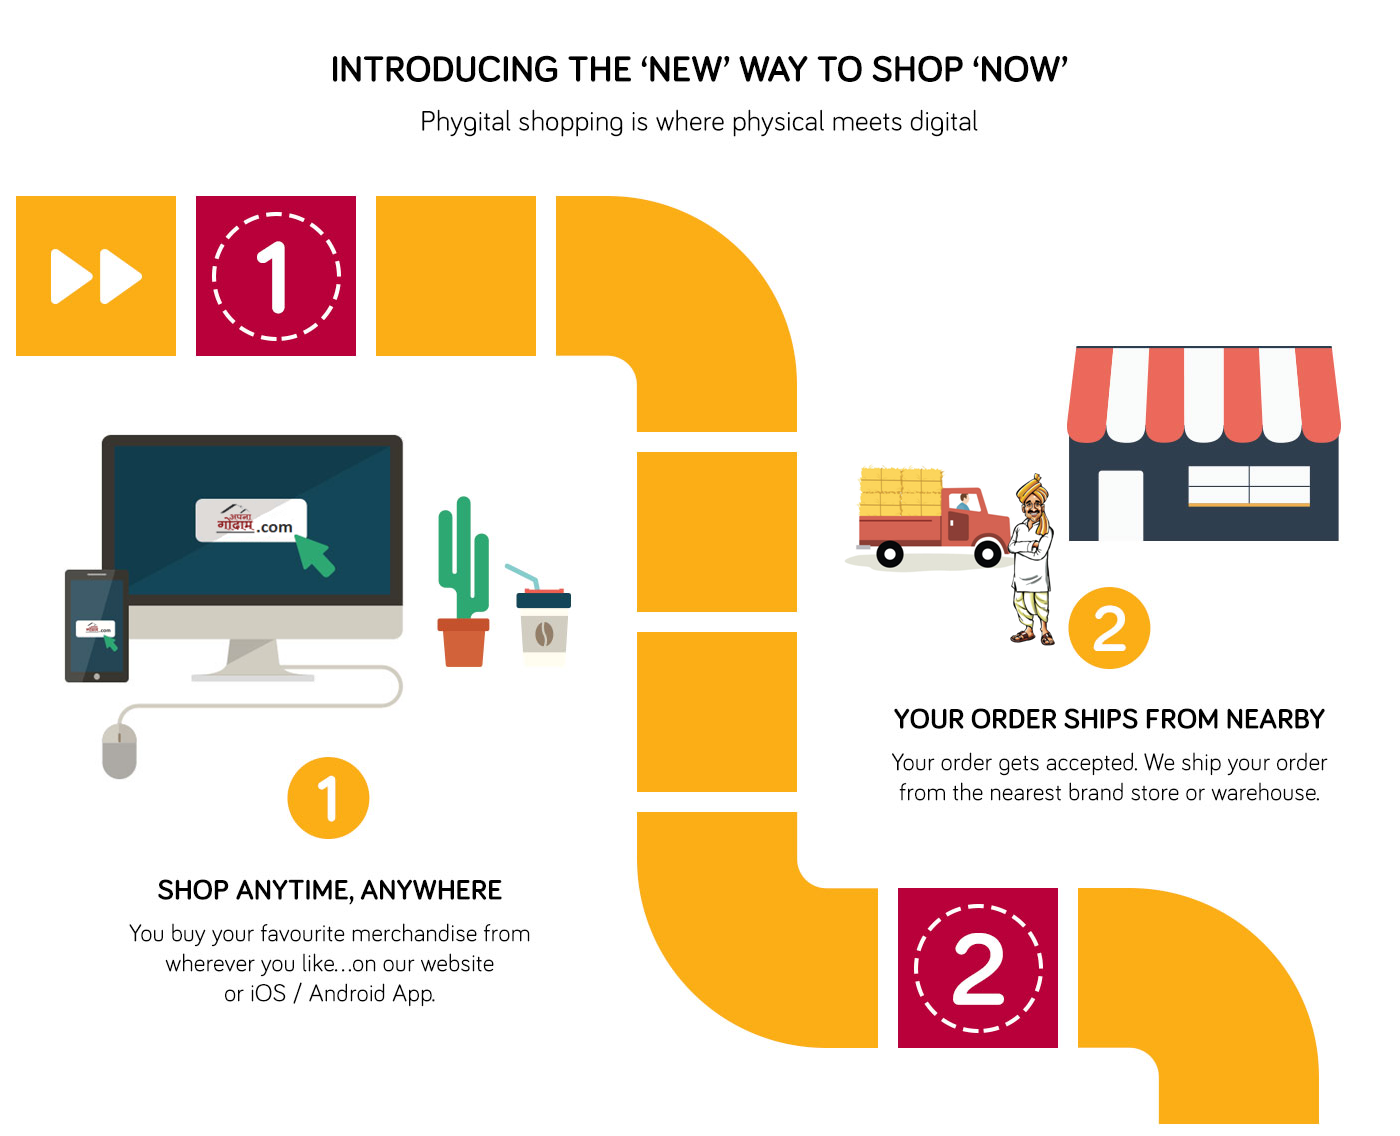 INTRODUCING THE ‘NEW’ WAY TO SHOP ‘NOW’
Phygital shopping is where physical meets digital
1
अपना
गोदाम.com
गोदाम.com
1
SHOP ANYTIME, ANYWHERE
You buy your favourite merchandise from
wherever you like...on our website
or iOS / Android App.
2
YOUR ORDER SHIPS FROM NEARBY
Your order gets accepted. We ship your order
from the nearest brand store or warehouse.
2